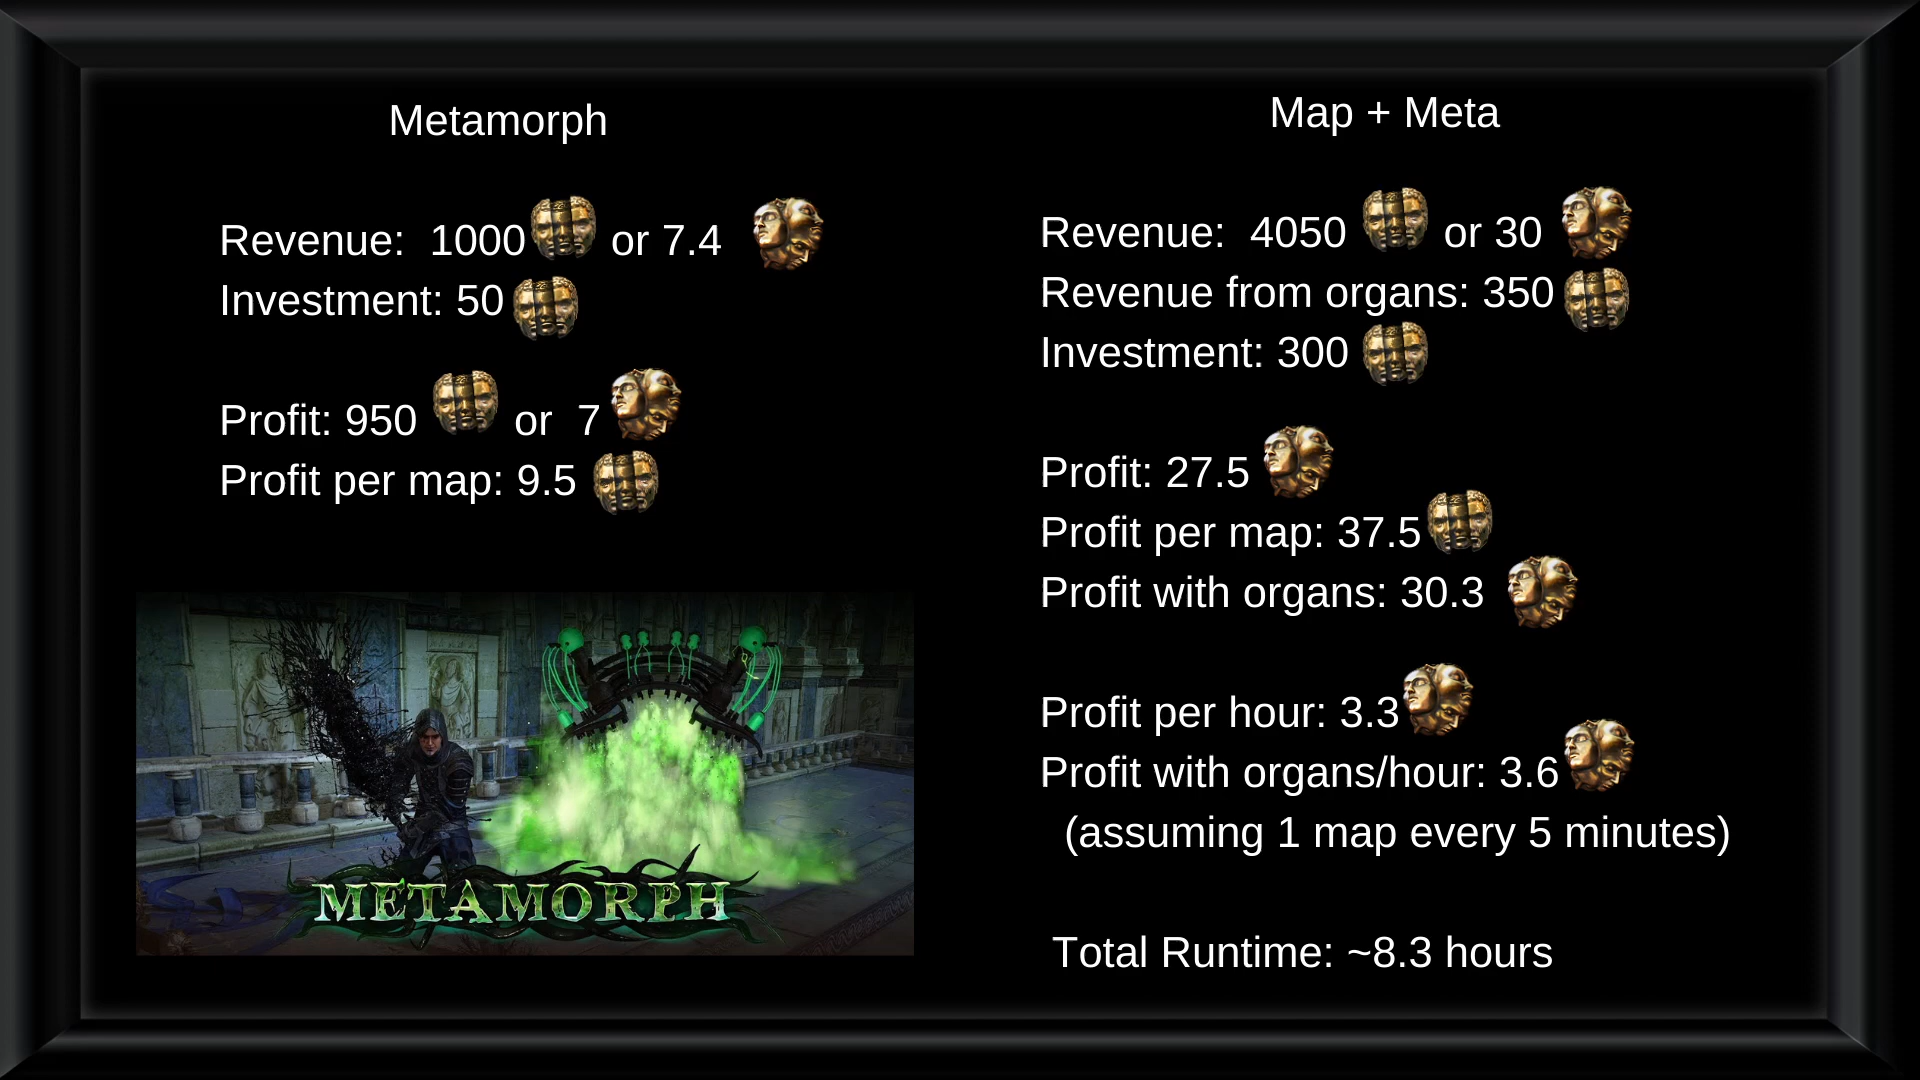 Metamorph
Revenue: 1000 or 7.4
Investment: 50
Profit: 950 or 7
Profit per map: 9.5
METAMORPH
Map + Meta
Revenue: 4050 or 30
Revenue from organs: 350
Investment: 300
Profit: 27.5
Profit per map: 37.5
Profit with organs: 30.3
Profit per hour: 3.3
Profit with organs/hour: 3.6
(assuming 1 map every 5 minutes)
Total Runtime: ~8.3 hours